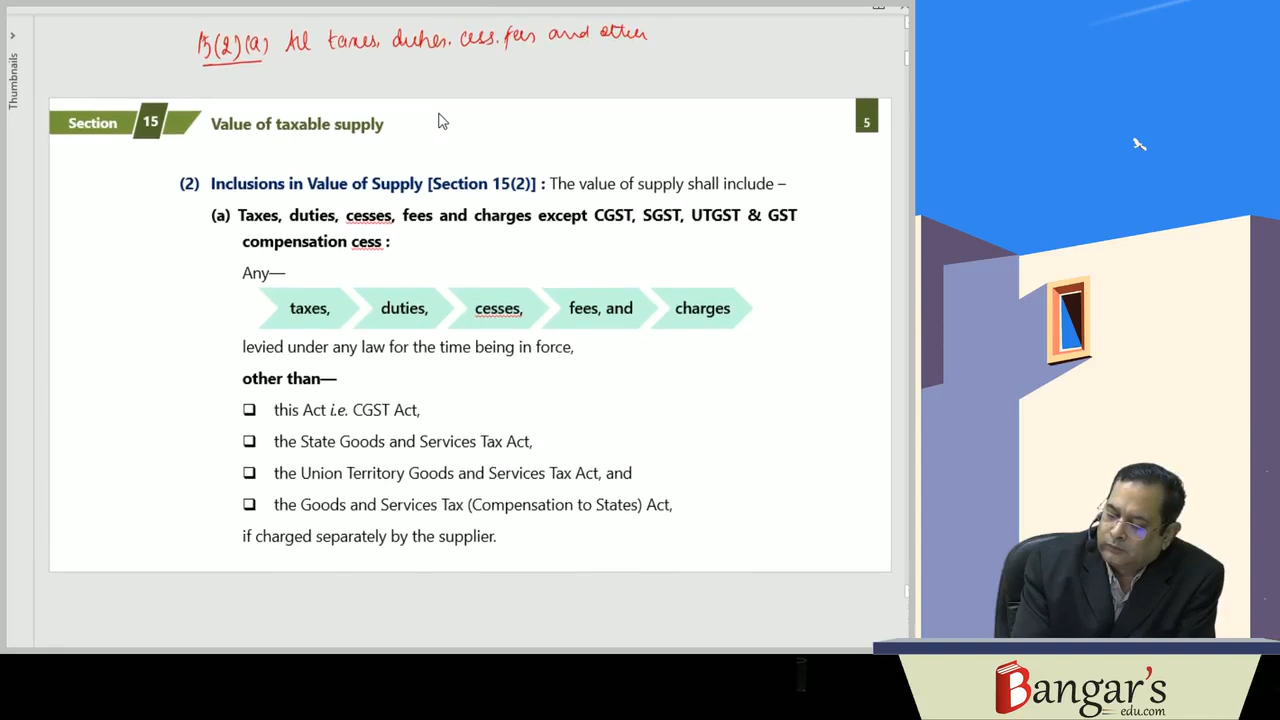 15(2)(a) All taxes, duties, cess, fees and other
Thumbnails
Section 15 Value of taxable supply 5
(2) Inclusions in Value of Supply [Section 15(2)] : The value of supply shall include –
(a) Taxes, duties, cesses, fees and charges except CGST, SGST, UTGST & GST
compensation cess :
Any—
taxes, duties, cesses, fees, and charges
levied under any law for the time being in force,
other than—
❑ this Act i.e. CGST Act,
❑ the State Goods and Services Tax Act,
❑ the Union Territory Goods and Services Tax Act, and
❑ the Goods and Services Tax (Compensation to States) Act,
if charged separately by the supplier.
Bangar's
edu.com